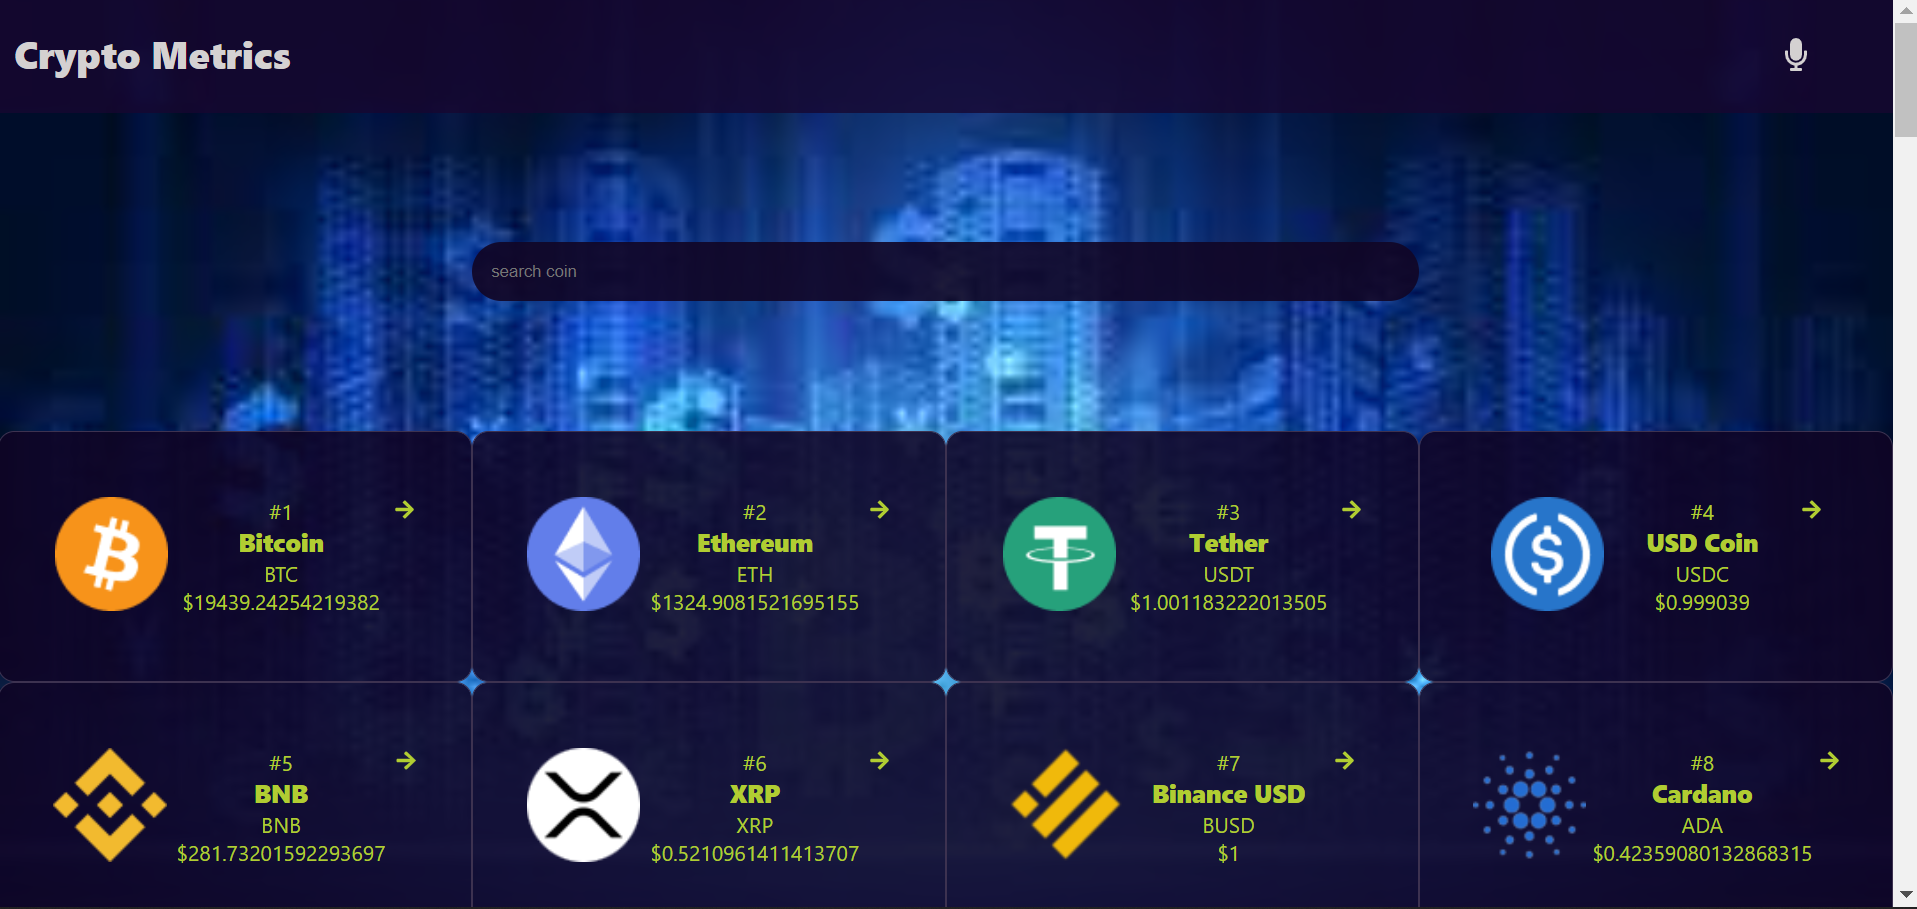 Crypto Metrics
search coin
#1
Bitcoin
BTC
$19439.24254219382
#2
Ethereum
ETH
$1324.9081521695155
#3
Tether
USDT
$1.001183222013505
#4
USD Coin
USDC
$0.999039
#5
BNB
BNB
$281.73201592293697
#6
XRP
XRP
$0.5210961411413707
#7
Binance USD
BUSD
$1
#8
Cardano
ADA
$0.42359080132868315